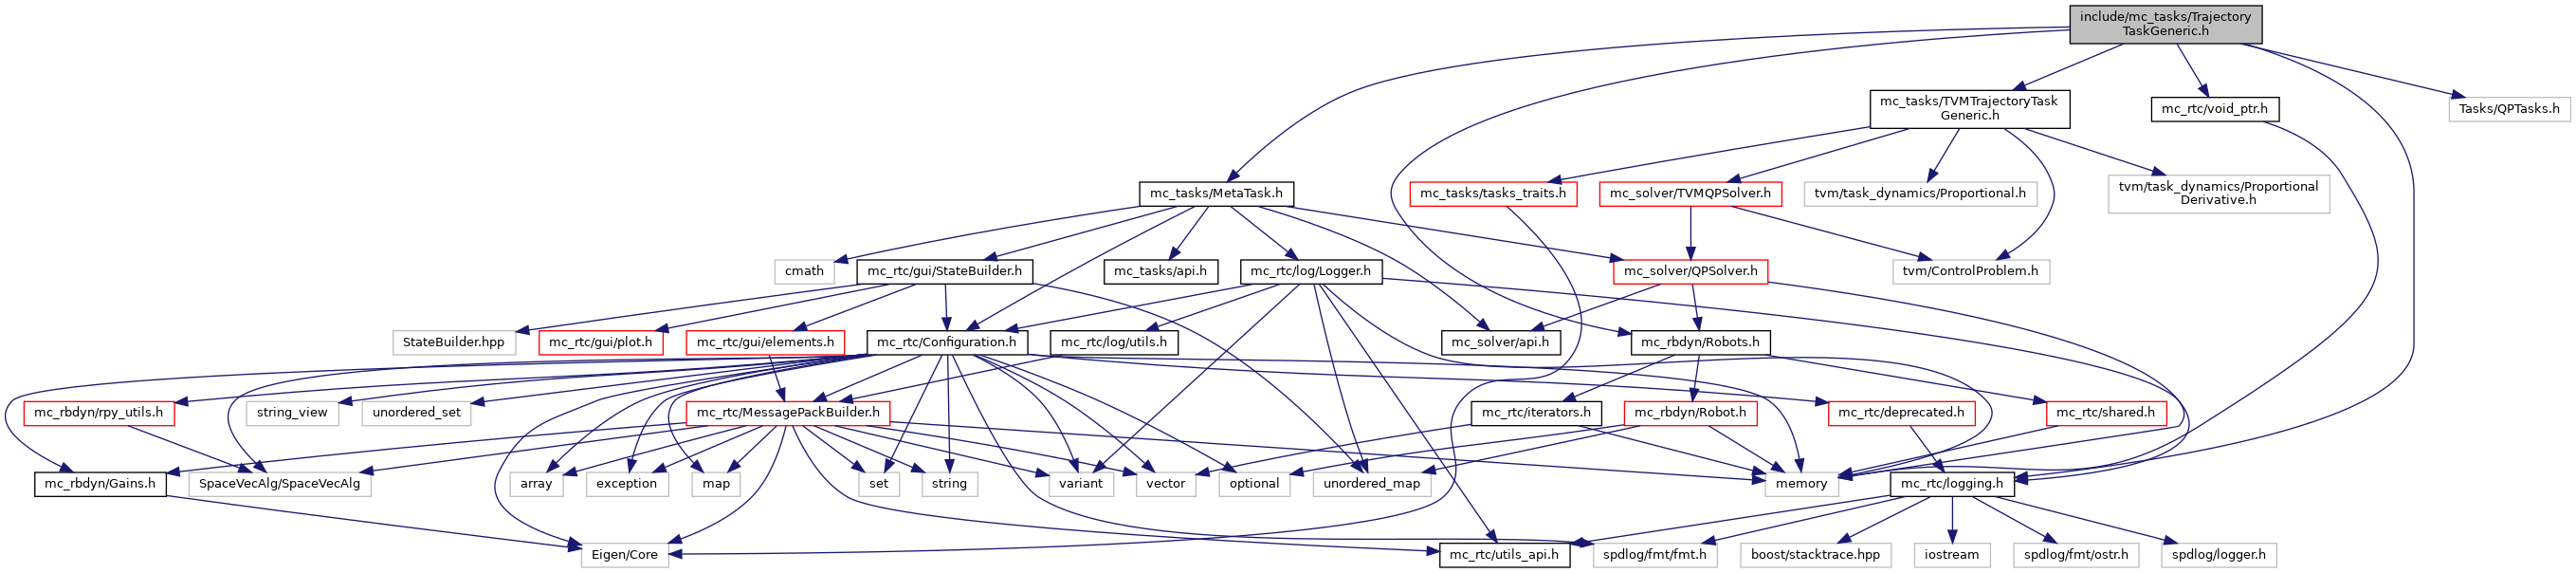 include/mc_tasks/Trajectory
TaskGeneric.h
mc_tasks/TVMTrajectoryTask
Generic.h
mc_rtc/void_ptr.h
Tasks/QPTasks.h
mc_tasks/MetaTask.h
mc_tasks/tasks_traits.h
mc_solver/TVMQPSolver.h
tvm/task_dynamics/Proportional.h
tvm/task_dynamics/Proportional
Derivative.h
cmath
mc_rtc/gui/StateBuilder.h
mc_tasks/api.h
mc_rtc/log/Logger.h
mc_solver/QPSolver.h
tvm/ControlProblem.h
StateBuilder.hpp
mc_rtc/gui/plot.h
mc_rtc/gui/elements.h
mc_rtc/Configuration.h
mc_rtc/log/utils.h
mc_solver/api.h
mc_rbdyn/Robots.h
mc_rbdyn/rpy_utils.h
string_view
unordered_set
mc_rtc/MessagePackBuilder.h
mc_rtc/iterators.h
mc_rbdyn/Robot.h
mc_rtc/deprecated.h
mc_rtc/shared.h
mc_rbdyn/Gains.h
SpaceVecAlg/SpaceVecAlg
array
exception
map
set
string
variant
vector
optional
unordered_map
memory
mc_rtc/logging.h
Eigen/Core
mc_rtc/utils_api.h
spdlog/fmt/fmt.h
boost/stacktrace.hpp
iostream
spdlog/fmt/ostr.h
spdlog/logger.h